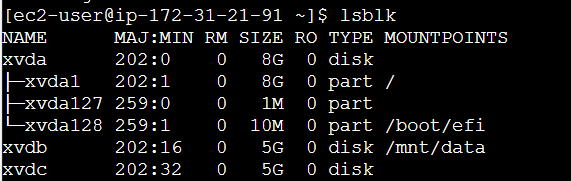 [ec2-user@ip-172-31-21-91 ~]$ lsblk
NAME      MAJ:MIN RM SIZE RO TYPE MOUNTPOINTS
xvda      202:0    0   8G  0 disk
├─xvda1   202:1    0   8G  0 part /
├─xvda127 259:0    0   1M  0 part
└─xvda128 259:1    0  10M  0 part /boot/efi
xvdb      202:16   0   5G  0 disk /mnt/data
xvdc      202:32   0   5G  0 disk